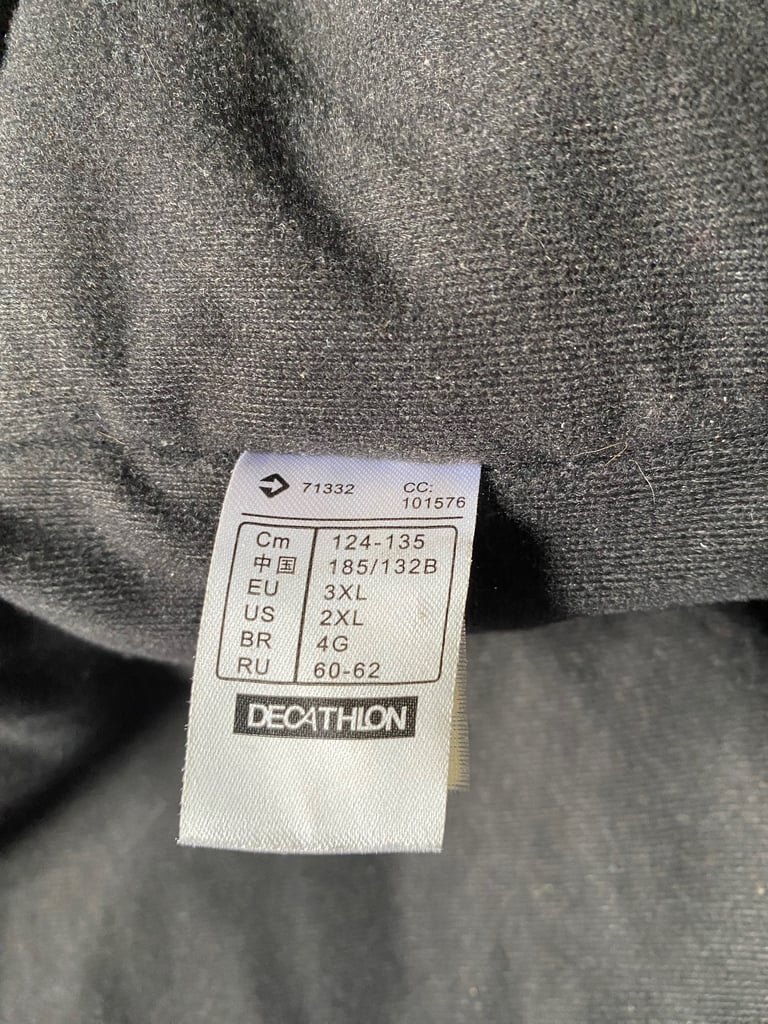 71332 CC:
101576
Cm 124-135
中国 185/132B
EU 3XL
US 2XL
BR 4G
RU 60-62
DECATHLON